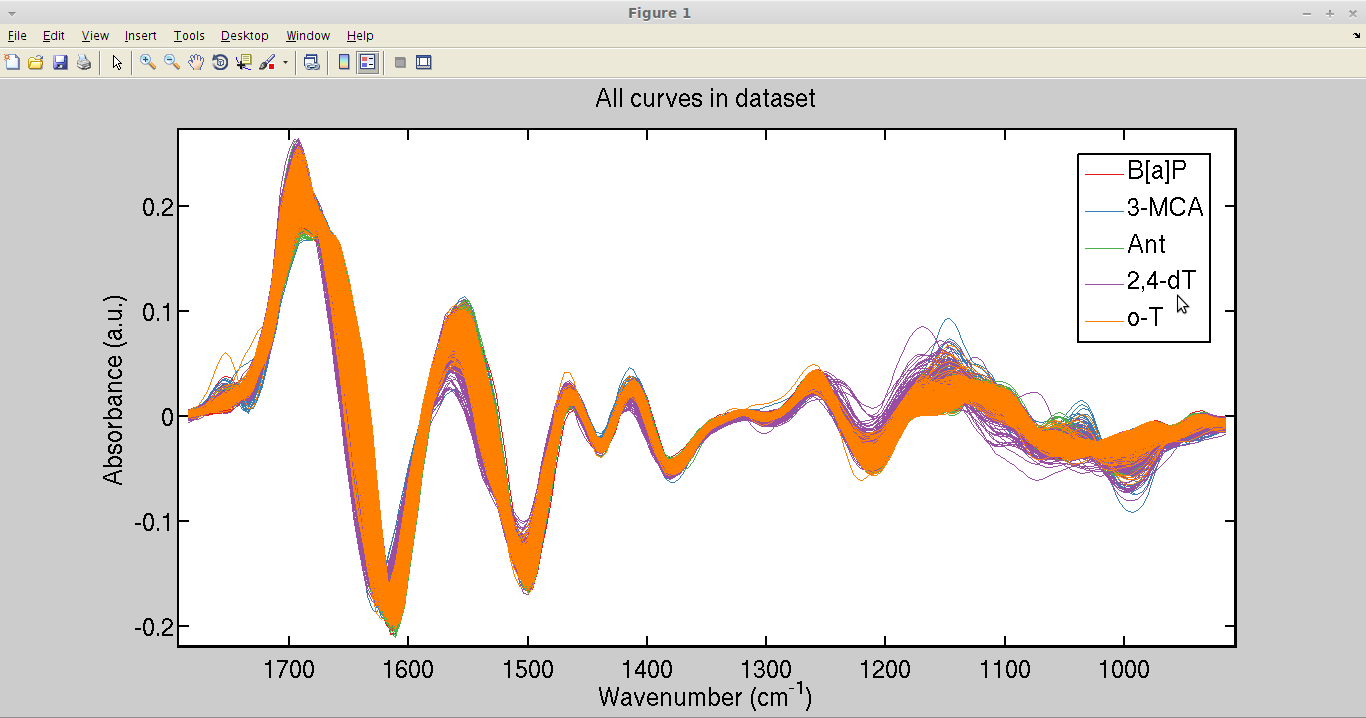 Figure 1
File Edit View Insert Tools Desktop Window Help
All curves in dataset
B[a]P
3-MCA
Ant
2,4-dT
o-T
0.2
0.1
0
-0.1
-0.2
Absorbance (a.u.)
1700 1600 1500 1400 1300 1200 1100 1000
Wavenumber (cm⁻¹)